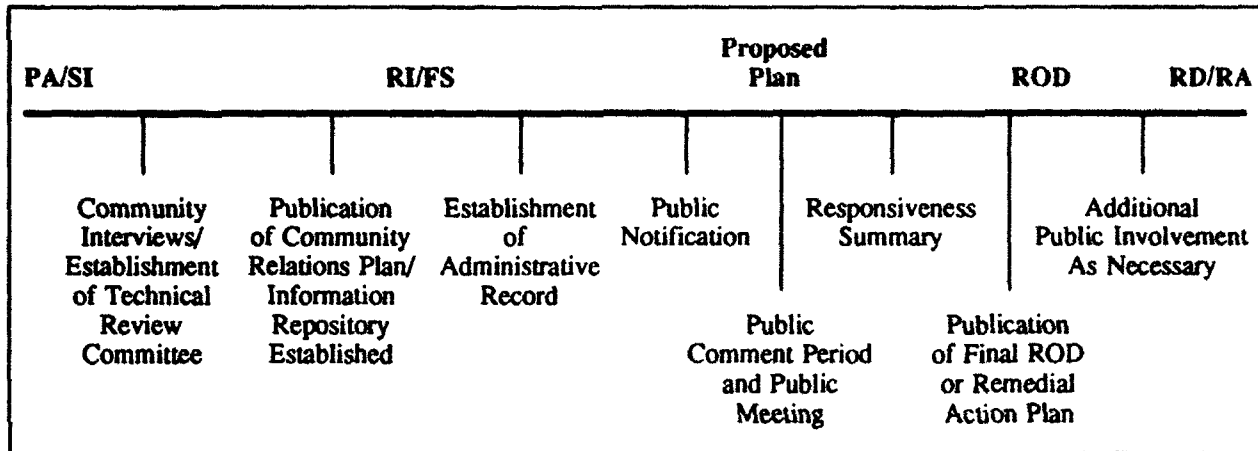 Proposed
PA/SI RI/FS Plan ROD RD/RA
Community
Interviews/
Establishment
of Technical
Review
Committee
Publication
of Community
Relations Plan/
Information
Repository
Established
Establishment
of
Administrative
Record
Public
Notification
Public
Comment Period
and Public
Meeting
Responsiveness
Summary
Publication
of Final ROD
or Remedial
Action Plan
Additional
Public Involvement
As Necessary